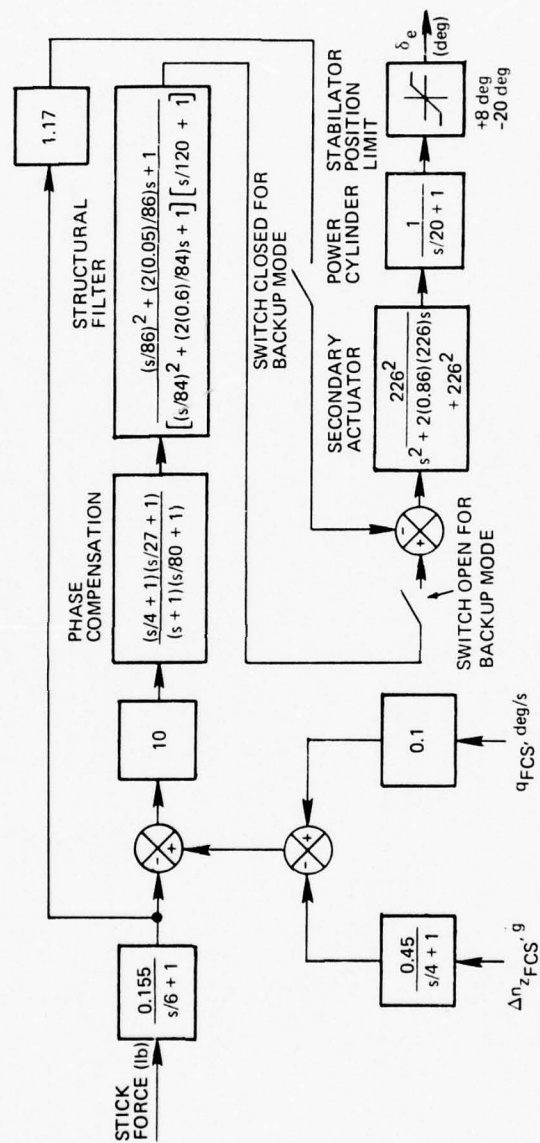 1.17
STRUCTURAL
FILTER
(s/86)² + (2(0.05)/86)s + 1
[(s/84)² + (2(0.6)/84)s + 1] [s/120 + 1]
PHASE
COMPENSATION
(s/4 + 1)(s/27 + 1)
(s + 1)(s/80 + 1)
10
- +
0.155
s/6 + 1
STICK
FORCE (lb)
SWITCH CLOSED FOR
BACKUP MODE
STABILATOR
POSITION
LIMIT
δe
(deg)
+8 deg
-20 deg
POWER
CYLINDER
1
s/20 + 1
SECONDARY
ACTUATOR
226²
s² + 2(0.86)(226)s
+ 226²
+ -
SWITCH OPEN FOR
BACKUP MODE
- +
0.1
qFCS, deg/s
0.45
s/4 + 1
ΔnzFCS, g